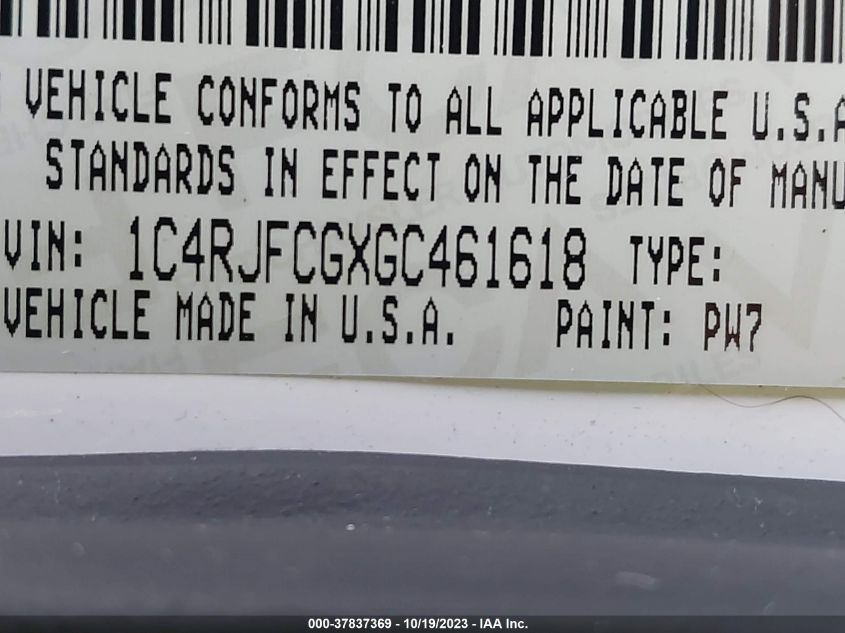 VEHICLE CONFORMS TO ALL APPLICABLE U.S.A
STANDARDS IN EFFECT ON THE DATE OF MANU
VIN: 1C4RJFCGXGC461618 TYPE:
VEHICLE MADE IN U.S.A. PAINT: PW7
000-37837369 - 10/19/2023 - IAA Inc.